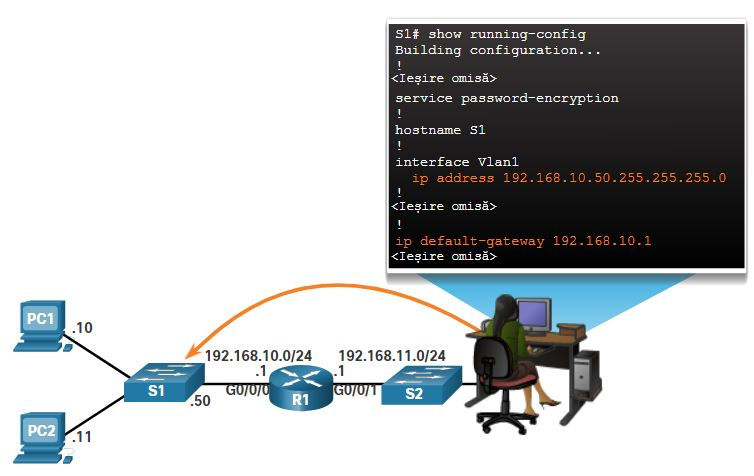 S1# show running-config
Building configuration...
!
<Ieșire omisă>
service password-encryption
!
hostname S1
!
interface Vlan1
ip address 192.168.10.50.255.255.255.0
!
<Ieșire omisă>
!
ip default-gateway 192.168.10.1
<Ieșire omisă>
PC1
.10
192.168.10.0/24
192.168.11.0/24
.1
.1
S1
.50
G0/0/0
R1
G0/0/1
S2
PC2
.11